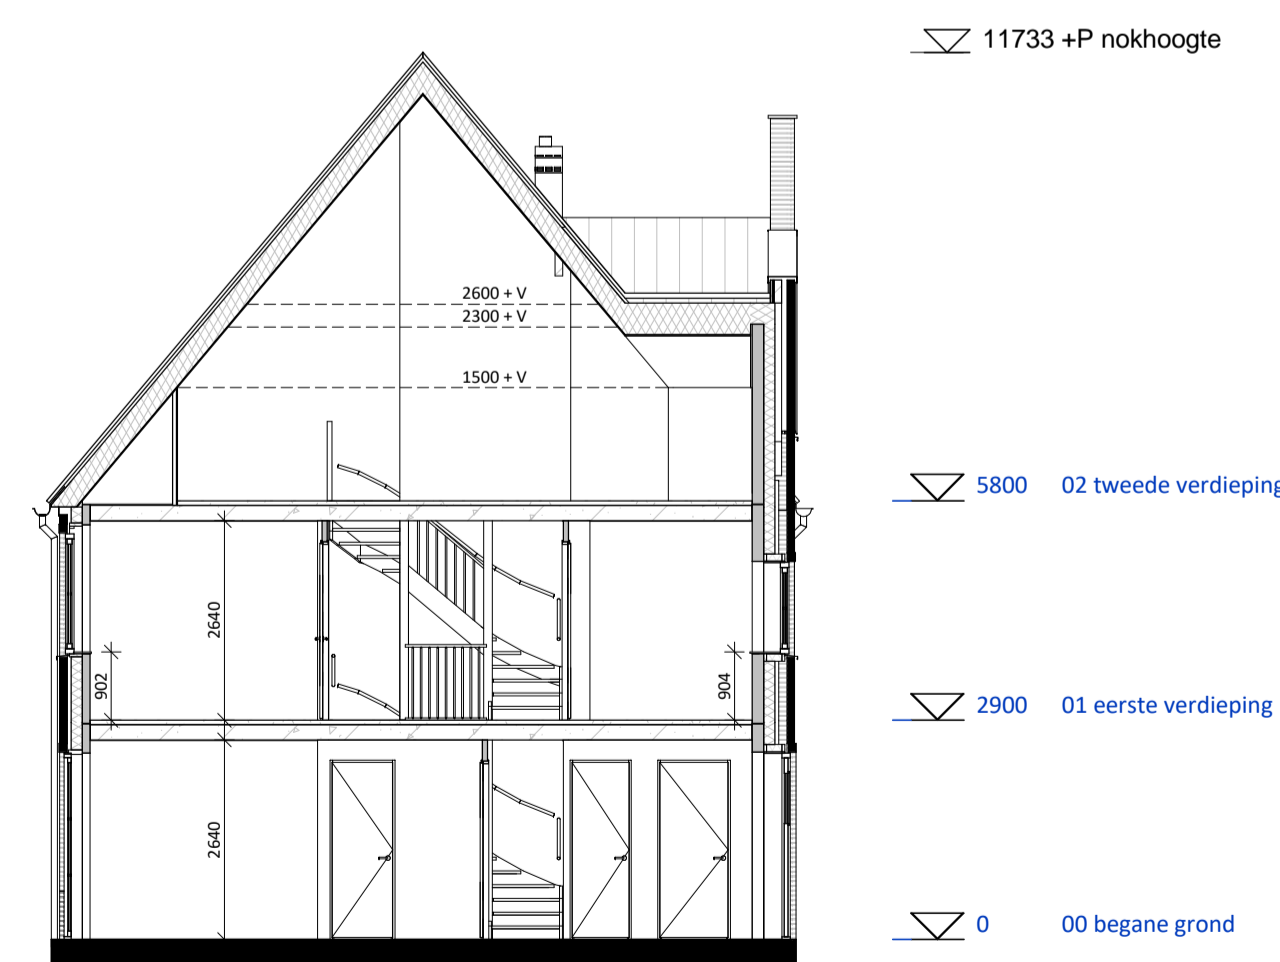 11733 +P nokhoogte
2600 + V
2300 + V
1500 + V
5800 02 tweede verdieping
2640
902
904
2900 01 eerste verdieping
2640
0 00 begane grond